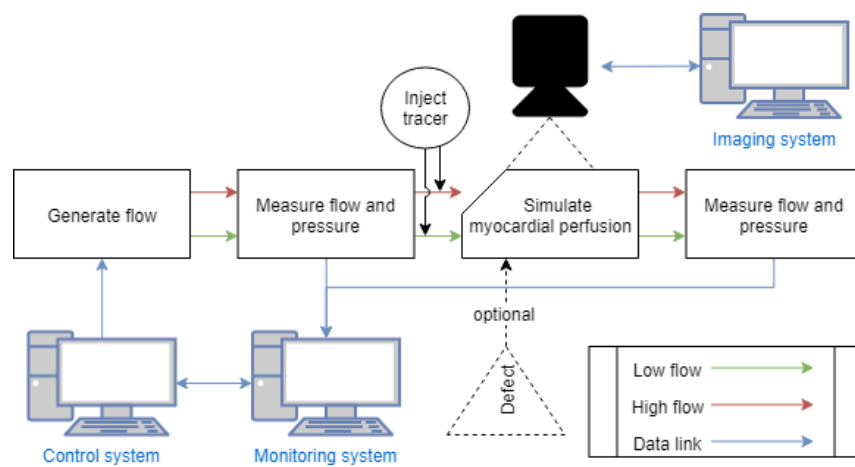 Inject
tracer
Imaging system
Generate flow
Measure flow and
pressure
Simulate
myocardial perfusion
Measure flow and
pressure
optional
Defect
Low flow
High flow
Data link
Control system
Monitoring system